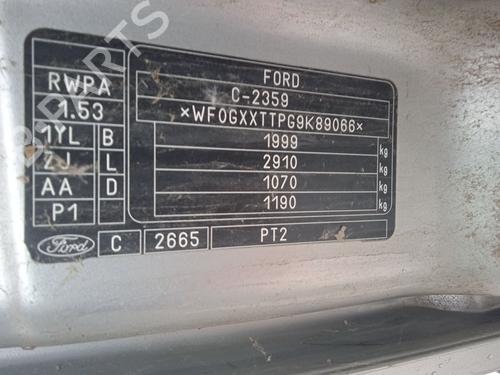 FORD
C-2359
×WF0GXXTTPG9K89066×
RWPA
1.53
1YL B
ZJ L
AA D
P1
1999 kg
2910 kg
1070 kg
1190 kg
Ford C 2665 PT2
B-PARTS